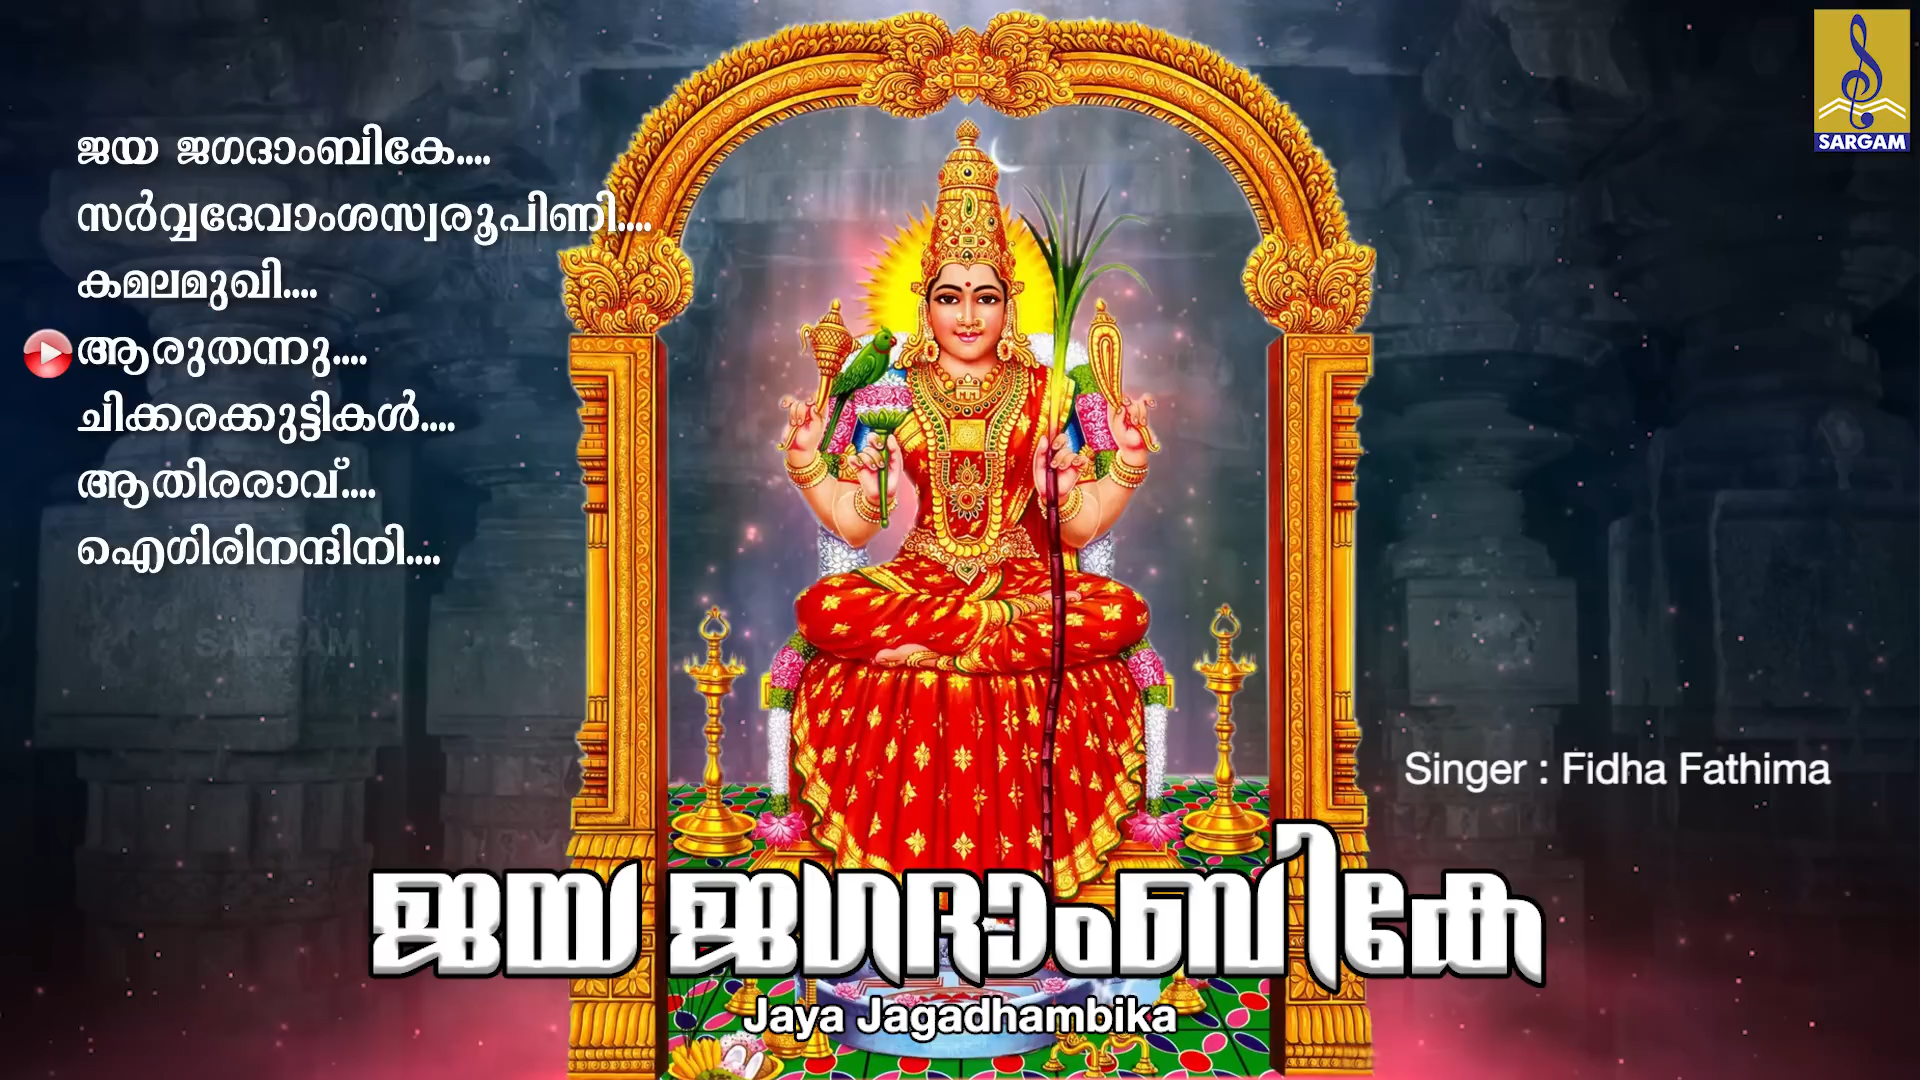 ജയ ജഗദാംബികേ....
സർവ്വദേവാംശസ്വരൂപിണി....
കമലമുഖി....
ആരുതന്നു....
ചിക്കരക്കുട്ടികൾ....
ആതിരരാവ്....
ഐഗിരിനന്ദിനി....
SARGAM
SARGAM
Singer : Fidha Fathima
ജയ ജഗദാംബികേ
Jaya Jagadhambika